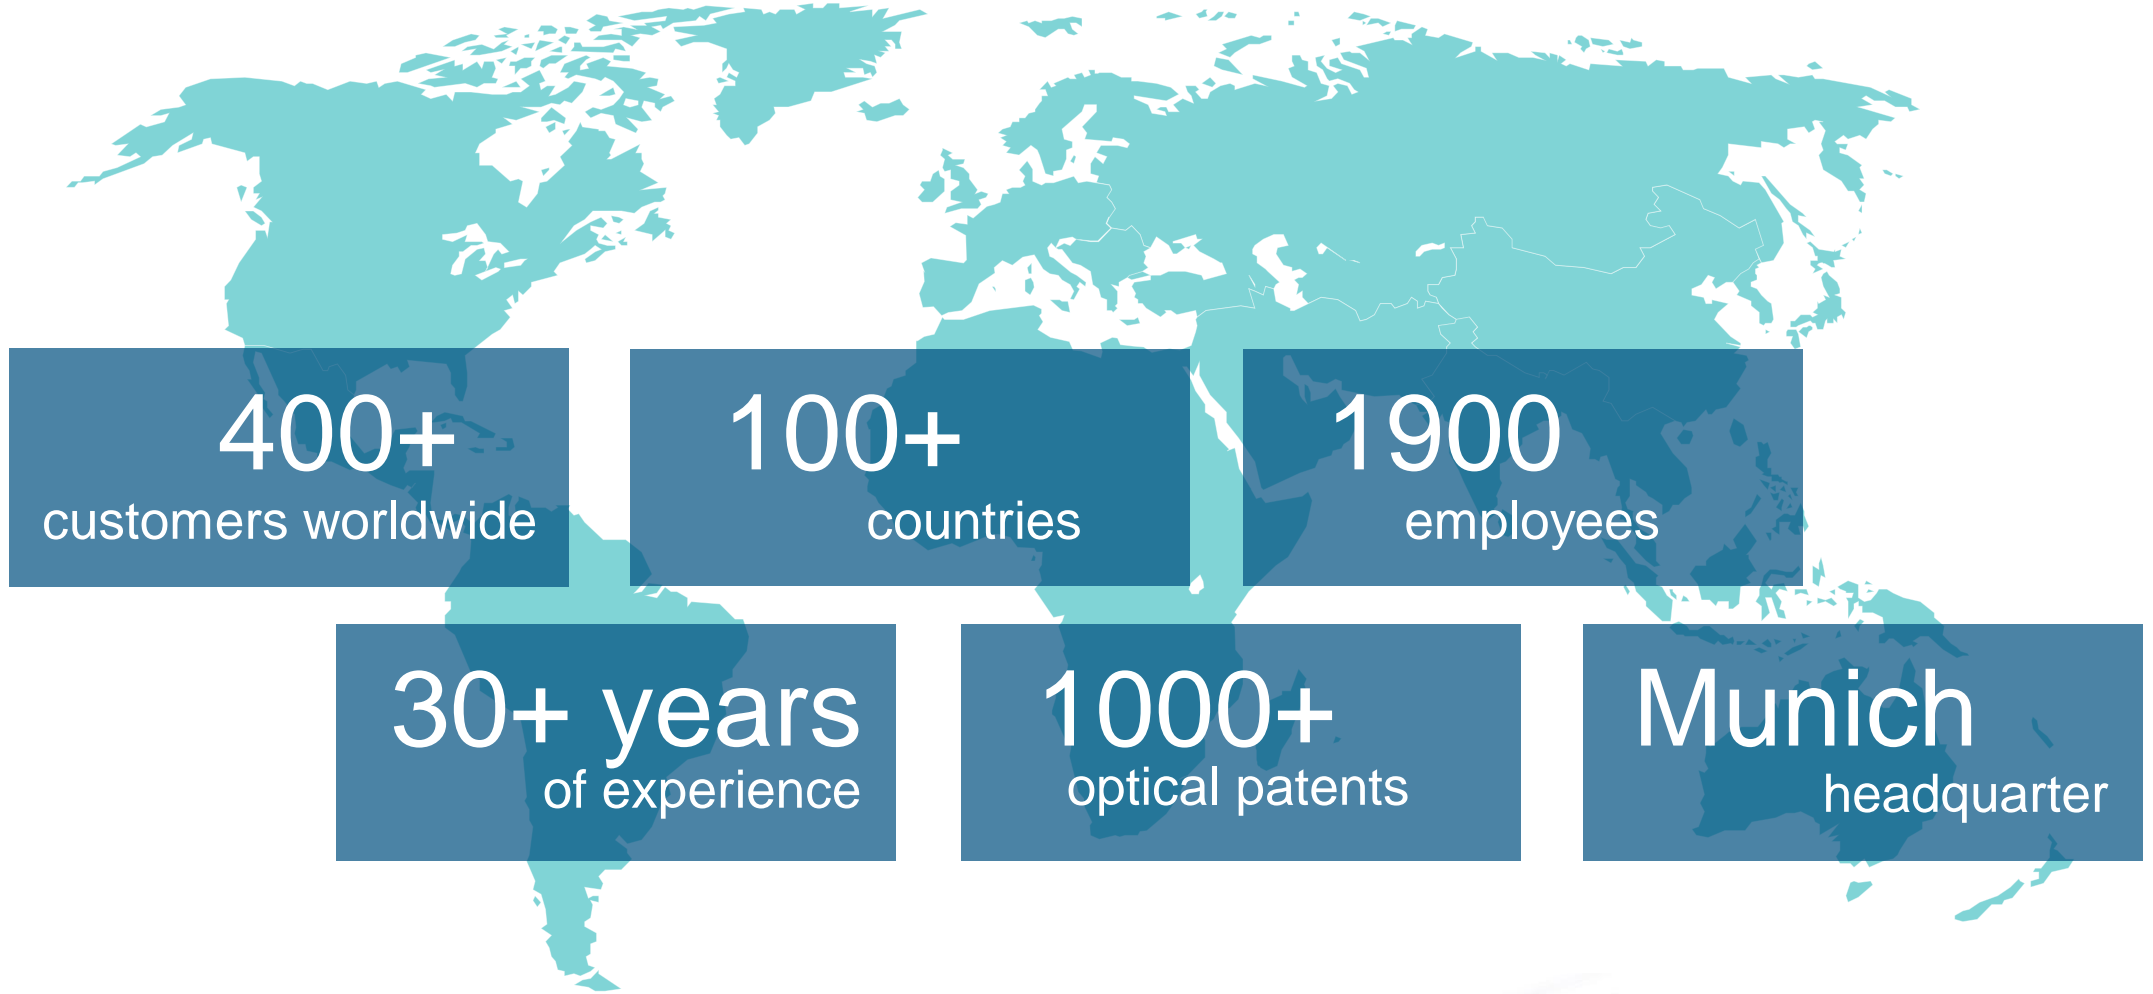 400+
customers worldwide
100+
countries
1900
employees
30+ years
of experience
1000+
optical patents
Munich
headquarter